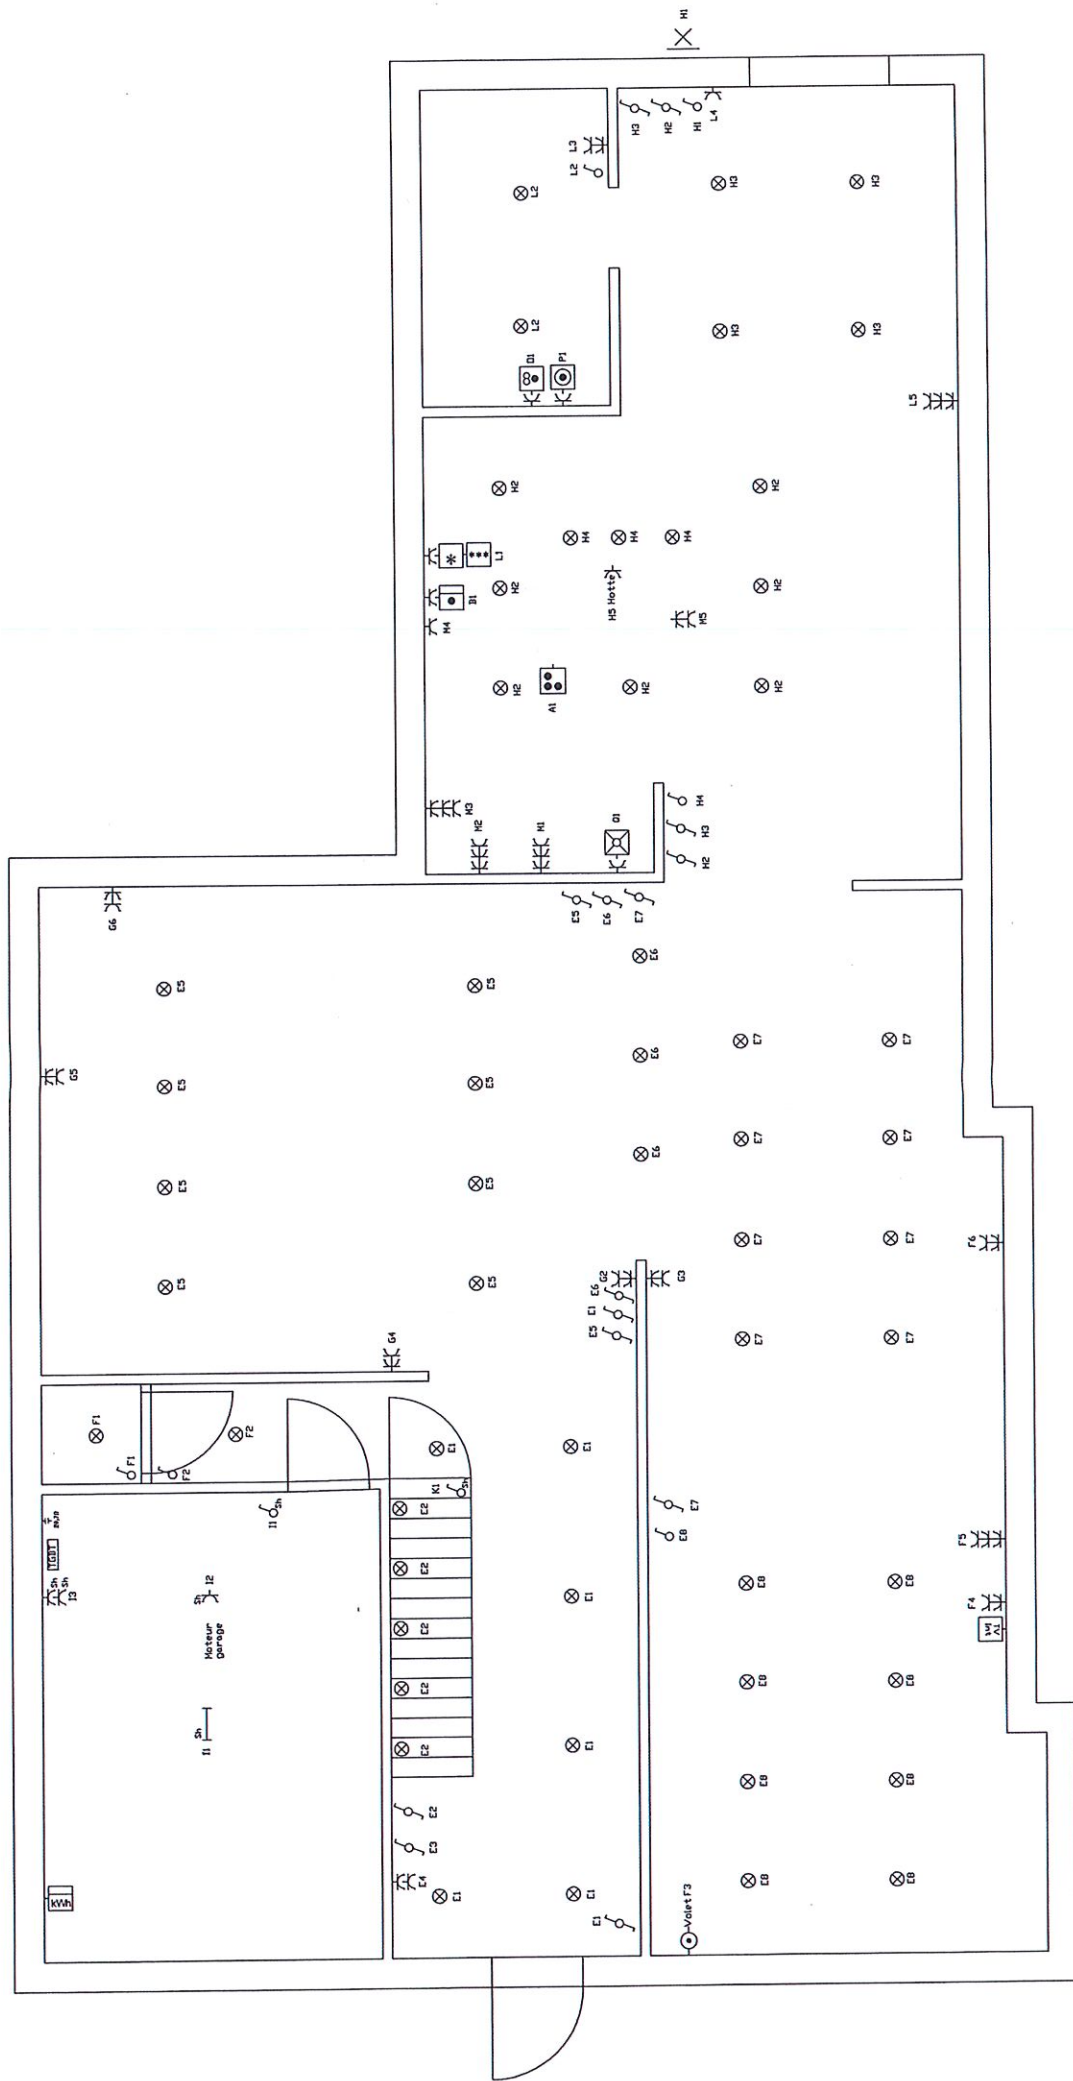 H1
H3
H2
H1
L4
L3
L2
L2
H3
H3
L2
H3
H3
D1
P1
L5
H2
H2
H4
H4
H4
L1
H5 Hotte
B1
H2
H2
M4
M5
A1
H2
H2
H2
M3
M2
M1
O1
H4
H3
H2
G6
E5
E6
E7
E5
E5
E6
G5
E5
E5
E6
E7
E7
E5
E5
E6
E7
E7
E5
E5
E7
E7
F6
G2
G3
E6
E1
E5
E7
E7
G4
F1
F2
E1
E1
F1
F2
K1
Sh
I1
Sh
E2
E7
E8
TGBT
Sh
Sh
I3
Sh
I2
Moteur
garage
E2
E1
E8
E8
F5
F4
TV
E2
E2
E8
E8
Sh
I1
E2
E1
E8
E8
E2
E3
E4
kWh
E1
E1
E1
E8
E8
Volet F3